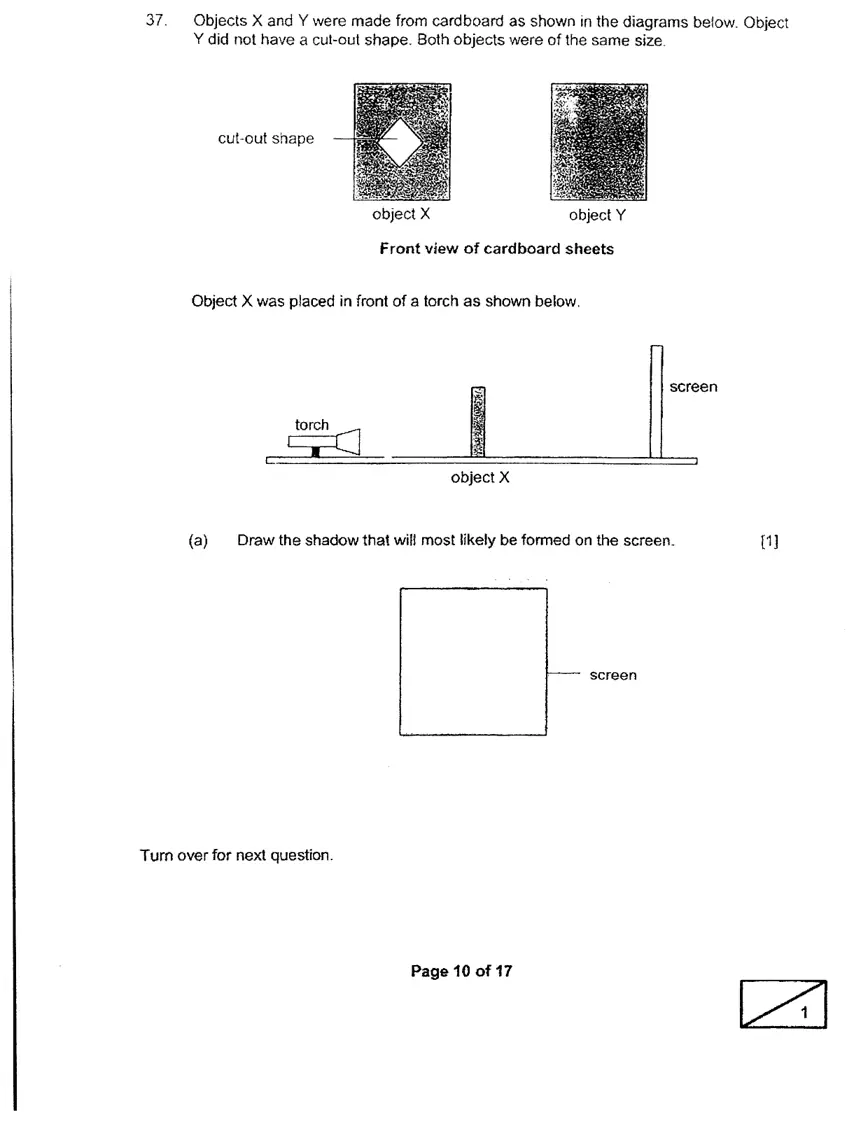 37. Objects X and Y were made from cardboard as shown in the diagrams below. Object
Y did not have a cut-out shape. Both objects were of the same size.
cut-out shape
object X
object Y
Front view of cardboard sheets
Object X was placed in front of a torch as shown below.
screen
torch
object X
(a) Draw the shadow that will most likely be formed on the screen. [1]
screen
Turn over for next question.
Page 10 of 17
1